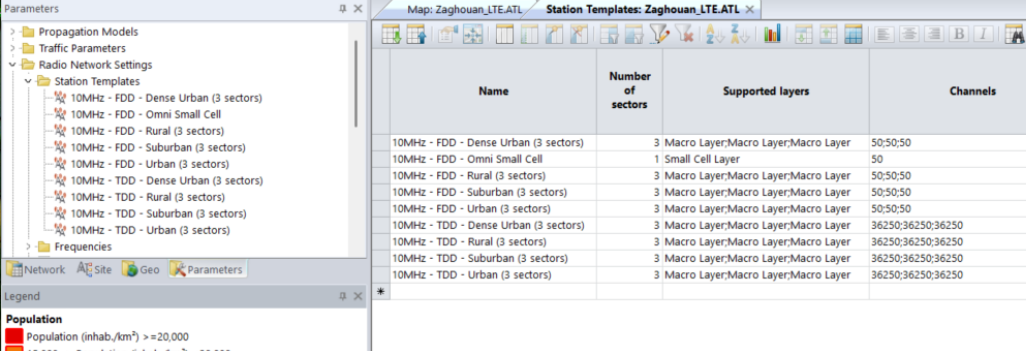 Parameters
Propagation Models
Traffic Parameters
Radio Network Settings
Station Templates
10MHz - FDD - Dense Urban (3 sectors)
10MHz - FDD - Omni Small Cell
10MHz - FDD - Rural (3 sectors)
10MHz - FDD - Suburban (3 sectors)
10MHz - FDD - Urban (3 sectors)
10MHz - TDD - Dense Urban (3 sectors)
10MHz - TDD - Rural (3 sectors)
10MHz - TDD - Suburban (3 sectors)
10MHz - TDD - Urban (3 sectors)
Frequencies
Network Site Geo Parameters
Legend
Population
Population (inhab./km²) >=20,000
Map: Zaghouan_LTE.ATL Station Templates: Zaghouan_LTE.ATL
B I
Name Number of sectors Supported layers Channels
10MHz - FDD - Dense Urban (3 sectors) 3 Macro Layer;Macro Layer;Macro Layer 50;50;50
10MHz - FDD - Omni Small Cell 1 Small Cell Layer 50
10MHz - FDD - Rural (3 sectors) 3 Macro Layer;Macro Layer;Macro Layer 50;50;50
10MHz - FDD - Suburban (3 sectors) 3 Macro Layer;Macro Layer;Macro Layer 50;50;50
10MHz - FDD - Urban (3 sectors) 3 Macro Layer;Macro Layer;Macro Layer 50;50;50
10MHz - TDD - Dense Urban (3 sectors) 3 Macro Layer;Macro Layer;Macro Layer 36250;36250;36250
10MHz - TDD - Rural (3 sectors) 3 Macro Layer;Macro Layer;Macro Layer 36250;36250;36250
10MHz - TDD - Suburban (3 sectors) 3 Macro Layer;Macro Layer;Macro Layer 36250;36250;36250
10MHz - TDD - Urban (3 sectors) 3 Macro Layer;Macro Layer;Macro Layer 36250;36250;36250